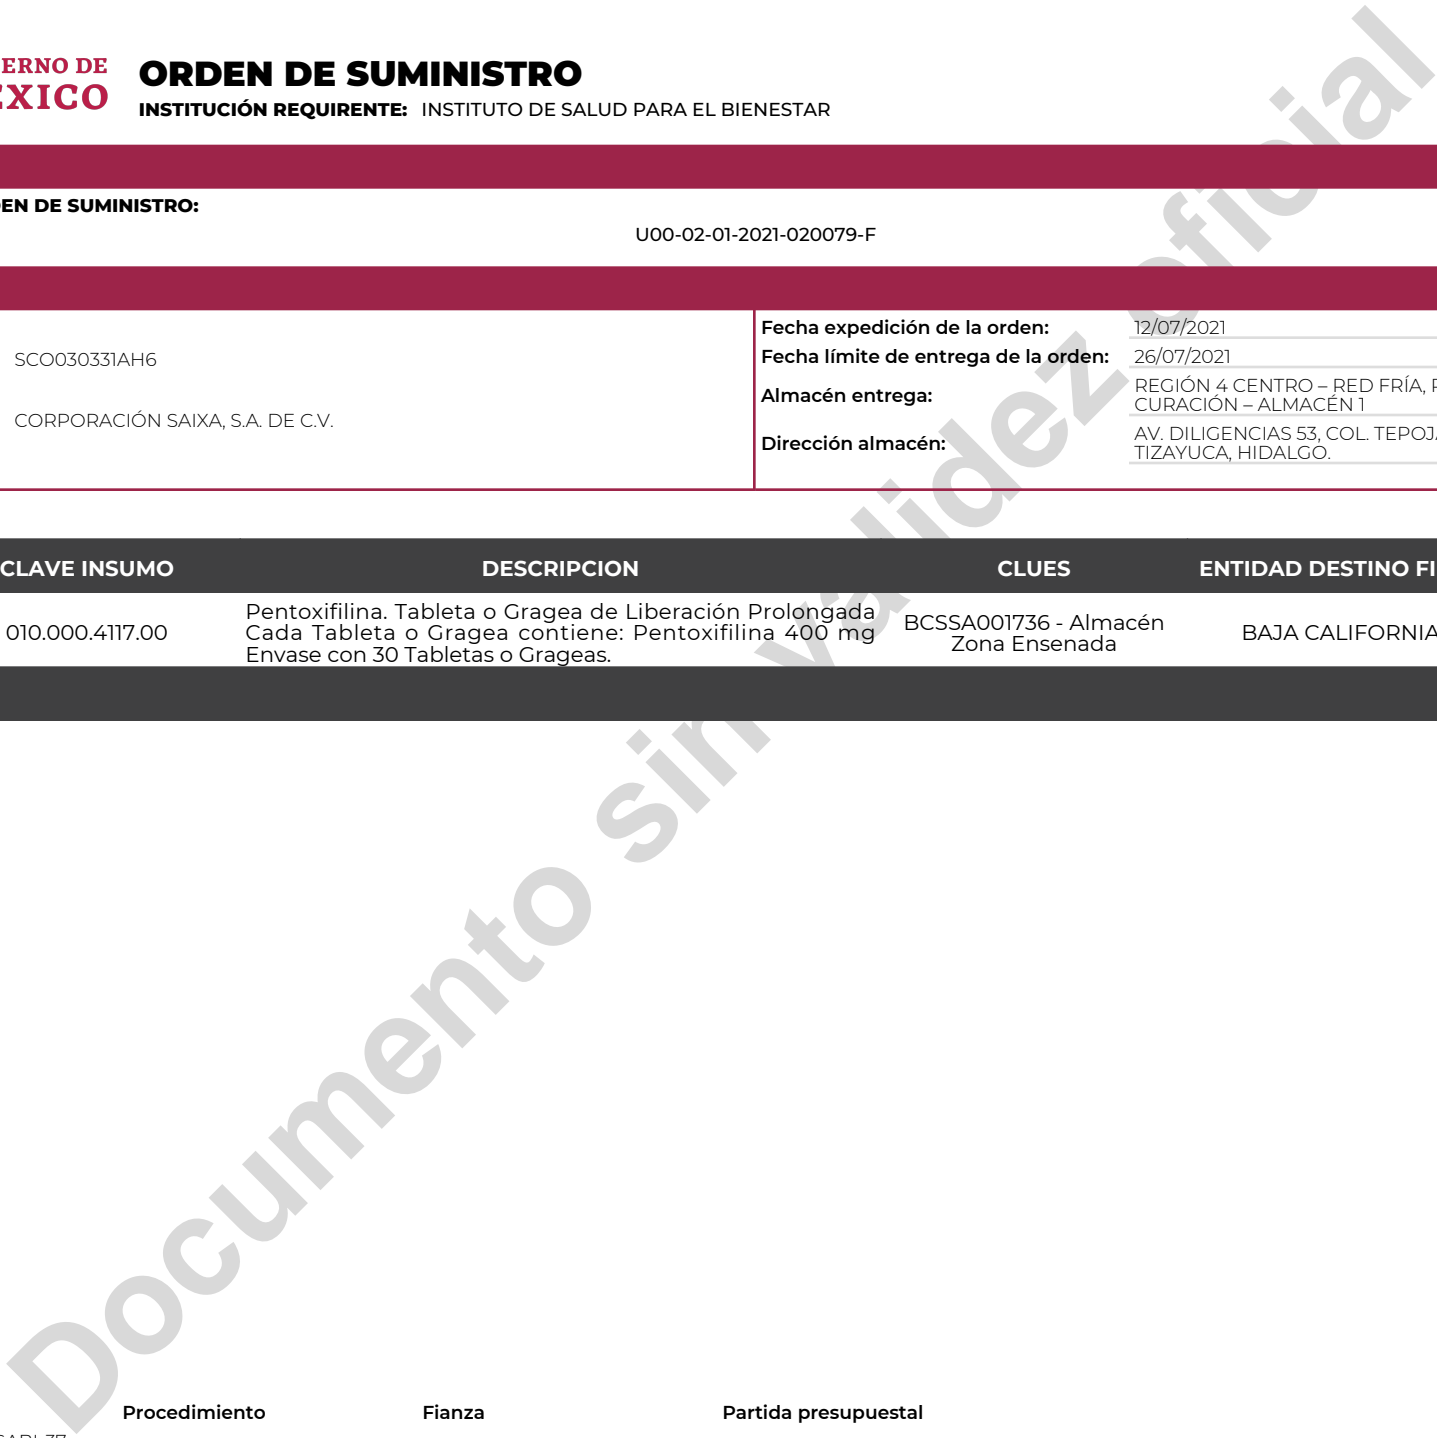 ERNO DE
ORDEN DE SUMINISTRO
INSTITUCIÓN REQUIRENTE: INSTITUTO DE SALUD PARA EL BIENESTAR
EN DE SUMINISTRO:
U00-02-01-2021-020079-F
SCO030331AH6
CORPORACIÓN SAIXA, S.A. DE C.V.
Fecha expedición de la orden: 12/07/2021
Fecha límite de entrega de la orden: 26/07/2021
Almacén entrega: REGIÓN 4 CENTRO – RED FRÍA,
CURACIÓN – ALMACÉN 1
Dirección almacén: AV. DILIGENCIAS 53, COL. TEPOJA
TIZAYUCA, HIDALGO.
CLAVE INSUMO DESCRIPCION CLUES ENTIDAD DESTINO FI
010.000.4117.00
Pentoxifilina. Tableta o Gragea de Liberación Prolongada
Cada Tableta o Gragea contiene: Pentoxifilina 400 mg
Envase con 30 Tabletas o Grageas.
BCSSA001736 - Almacén
Zona Ensenada
BAJA CALIFORNIA
Documento sin validez oficial
Procedimiento Fianza Partida presupuestal